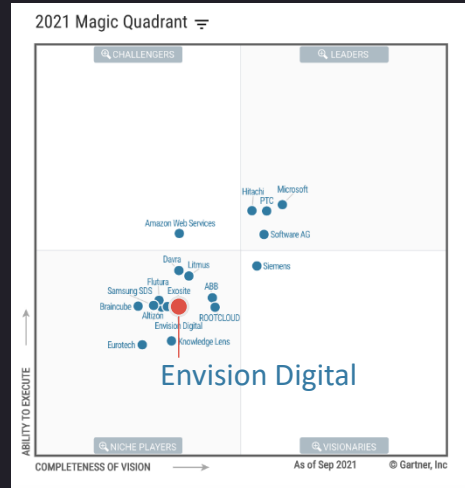 2021 Magic Quadrant
CHALLENGERS
LEADERS
Hitachi
Microsoft
PTC
Amazon Web Services
Software AG
Davra
Litmus
Siemens
Flutura
Samsung SDS
Exosite
ABB
Braincube
Altizon
ROOTCLOUD
Envision Digital
Eurotech
Knowledge Lens
Envision Digital
ABILITY TO EXECUTE
NICHE PLAYERS
VISIONARIES
COMPLETENESS OF VISION
As of Sep 2021
© Gartner, Inc